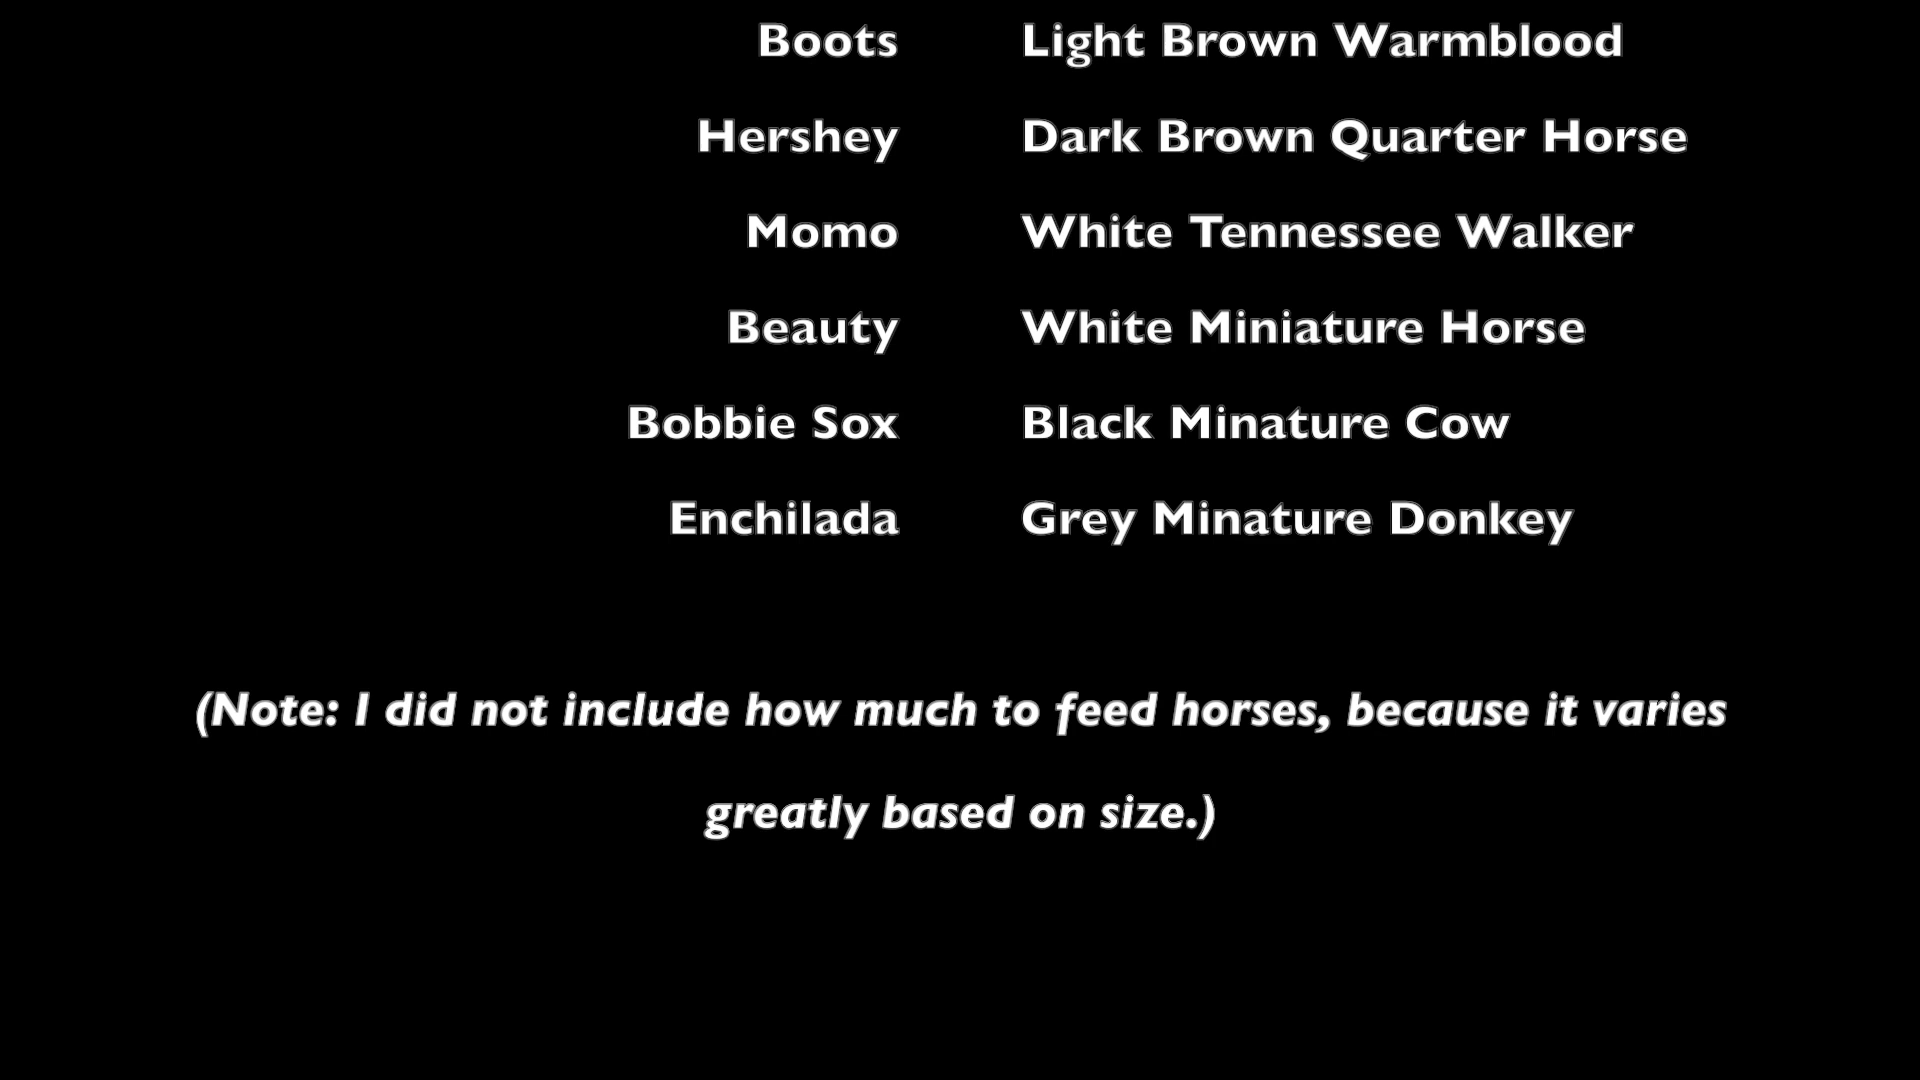 Boots Light Brown Warmblood
Hershey Dark Brown Quarter Horse
Momo White Tennessee Walker
Beauty White Miniature Horse
Bobbie Sox Black Minature Cow
Enchilada Grey Minature Donkey
(Note: I did not include how much to feed horses, because it varies
greatly based on size.)